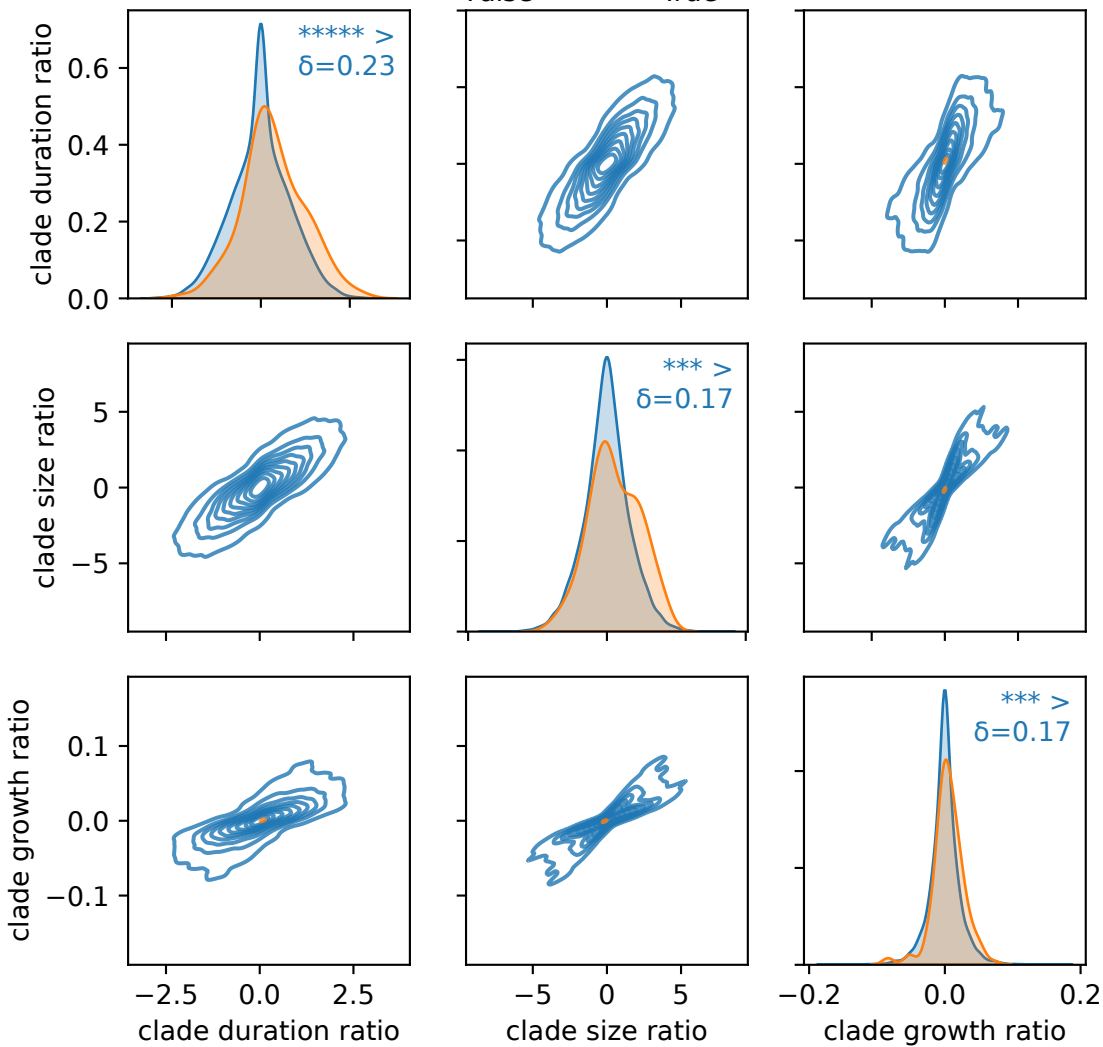 ***** >
δ=0.23
0.6
0.4
0.2
0.0
clade duration ratio
*** >
δ=0.17
5
0
−5
clade size ratio
*** >
δ=0.17
0.1
0.0
−0.1
clade growth ratio
−2.5 0.0 2.5
−5 0 5
−0.2 0.0 0.2
clade duration ratio
clade size ratio
clade growth ratio